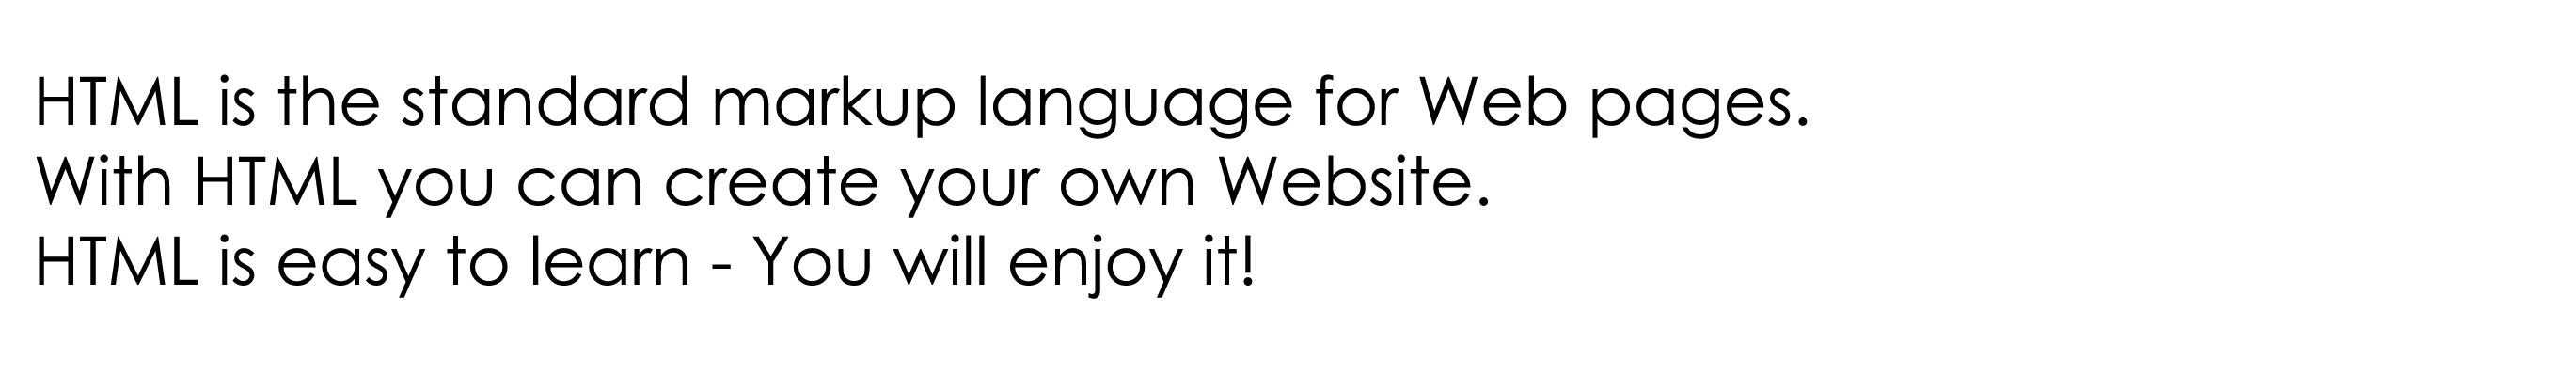 HTML is the standard markup language for Web pages.
With HTML you can create your own Website.
HTML is easy to learn - You will enjoy it!